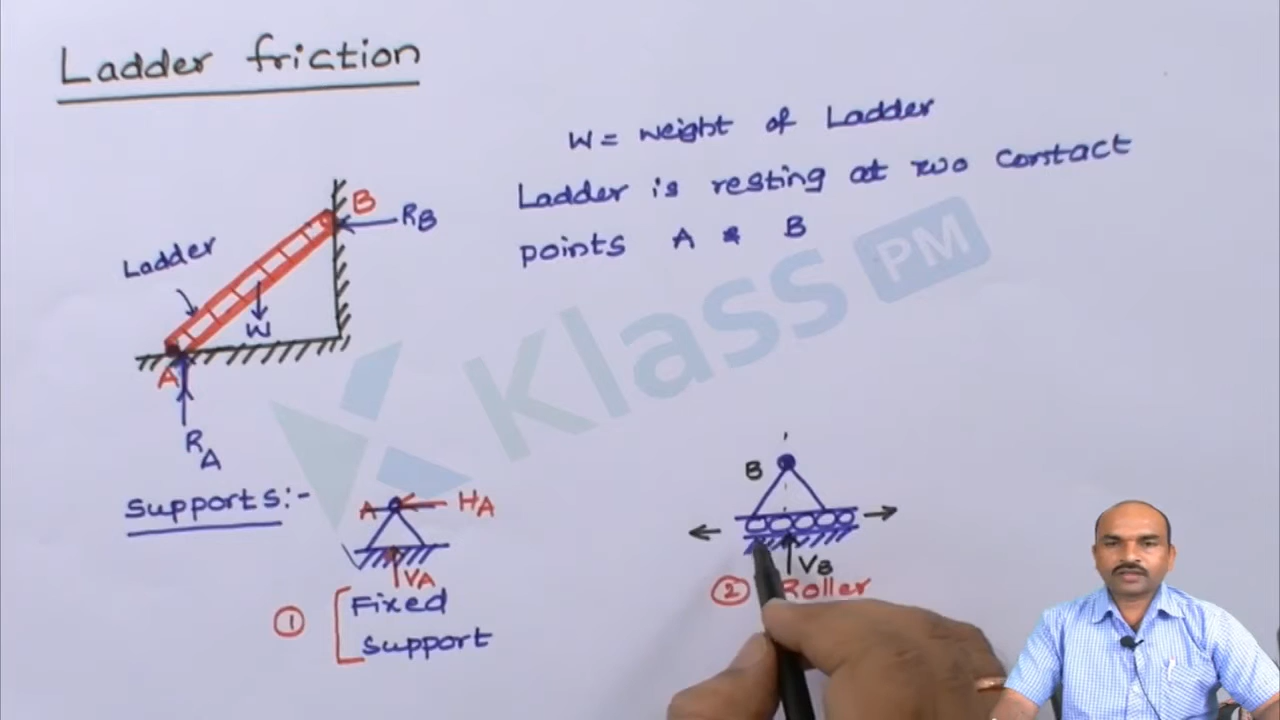 Ladder friction
W = weight of Ladder
Ladder is resting at two contact
points A & B
B
RB
Ladder
W
A
RA
Supports:-
A
HA
VA
① Fixed
Support
B
VB
② Roller
Klass PM